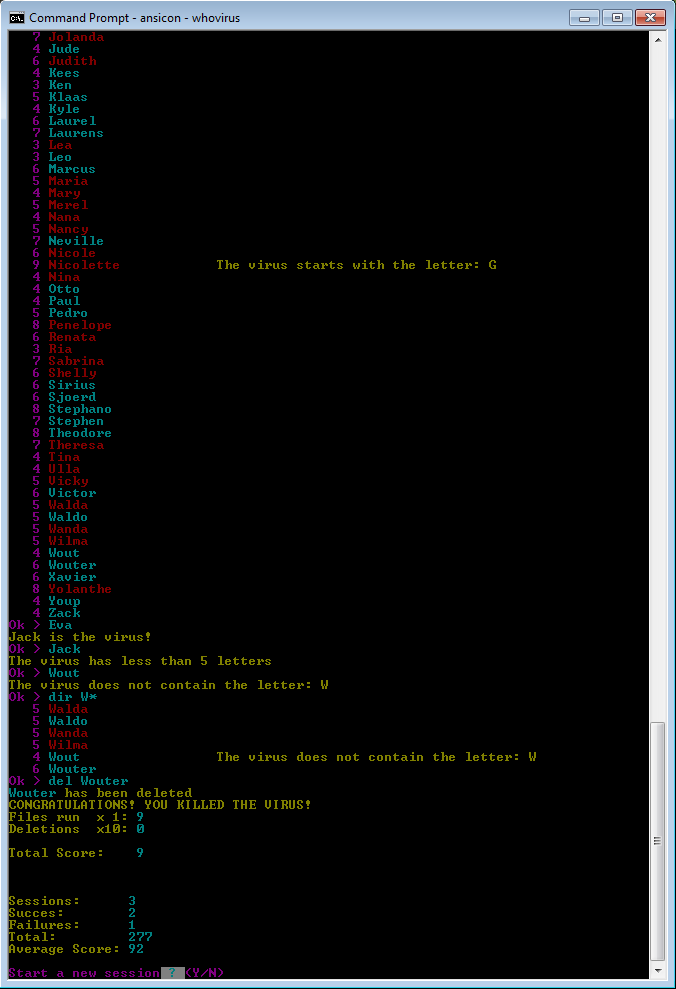 Command Prompt - ansicon - whovirus
7 Jolanda
4 Jude
6 Judith
4 Kees
3 Ken
5 Klaas
4 Kyle
6 Laurel
7 Laurens
3 Lea
3 Leo
6 Marcus
5 Maria
4 Mary
5 Merel
4 Nana
5 Nancy
7 Neville
6 Nicole
9 Nicolette The virus starts with the letter: G
4 Nina
4 Otto
4 Paul
5 Pedro
8 Penelope
6 Renata
3 Ria
7 Sabrina
6 Shelly
6 Sirius
6 Sjoerd
8 Stephano
7 Stephen
8 Theodore
7 Theresa
4 Tina
4 Ulla
5 Vicky
6 Victor
5 Walda
5 Waldo
5 Wanda
5 Wilma
4 Wout
6 Wouter
6 Xavier
8 Yolanthe
4 Youp
4 Zack
Ok > Eva
Jack is the virus!
Ok > Jack
The virus has less than 5 letters
Ok > Wout
The virus does not contain the letter: W
Ok > dir W*
5 Walda
5 Waldo
5 Wanda
5 Wilma
4 Wout The virus does not contain the letter: W
6 Wouter
Ok > del Wouter
Wouter has been deleted
CONGRATULATIONS! YOU KILLED THE VIRUS!
Files run x 1: 9
Deletions x10: 0
Total Score: 9
Sessions: 3
Succes: 2
Failures: 1
Total: 277
Average Score: 92
Start a new session ? (Y/N)